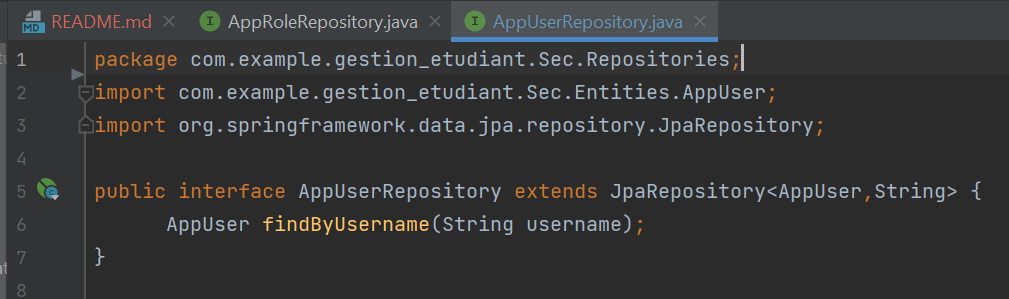 README.md AppRoleRepository.java AppUserRepository.java
1 package com.example.gestion_etudiant.Sec.Repositories;
2 import com.example.gestion_etudiant.Sec.Entities.AppUser;
3 import org.springframework.data.jpa.repository.JpaRepository;
4
5 public interface AppUserRepository extends JpaRepository<AppUser,String> {
6 AppUser findByUsername(String username);
7 }
8